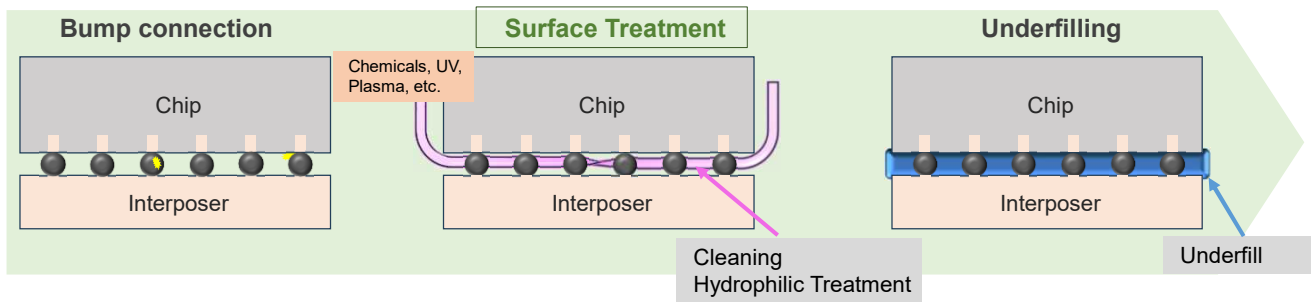 Bump connection
Surface Treatment
Underfilling
Chemicals, UV,
Plasma, etc.
Chip
Chip
Chip
Interposer
Interposer
Interposer
Cleaning
Hydrophilic Treatment
Underfill